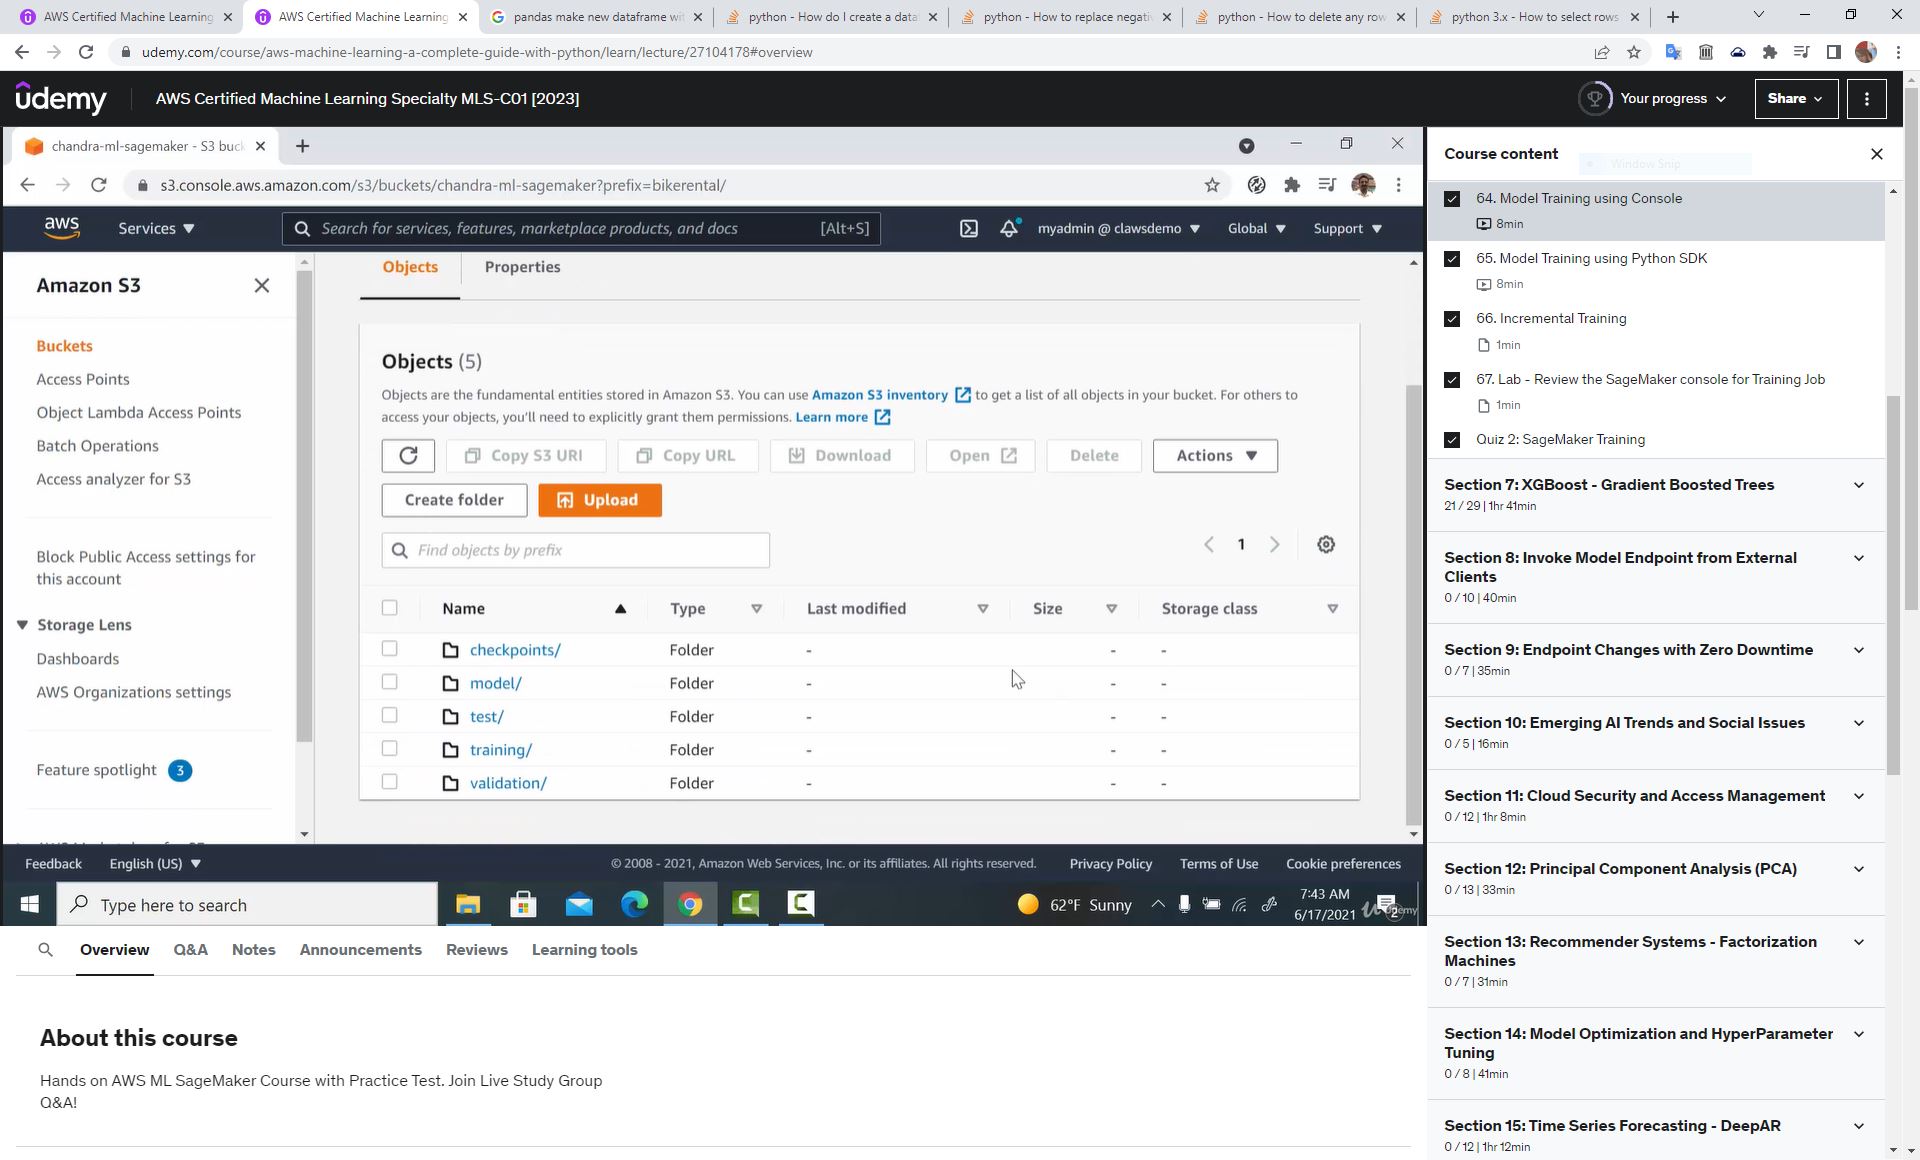 AWS Certified Machine Learning
AWS Certified Machine Learning
pandas make new dataframe wit
python - How do I create a data
python - How to replace negativ
python - How to delete any row
python 3.x - How to select rows
udemy.com/course/aws-machine-learning-a-complete-guide-with-python/learn/lecture/27104178#overview
udemy
AWS Certified Machine Learning Specialty MLS-C01 [2023]
Your progress
Share
chandra-ml-sagemaker - S3 buck
s3.console.aws.amazon.com/s3/buckets/chandra-ml-sagemaker?prefix=bikerental/
aws
Services
Search for services, features, marketplace products, and docs
[Alt+S]
myadmin @ clawsdemo
Global
Support
Amazon S3
Buckets
Access Points
Object Lambda Access Points
Batch Operations
Access analyzer for S3
Block Public Access settings for
this account
Storage Lens
Dashboards
AWS Organizations settings
Feature spotlight 3
Objects
Properties
Objects (5)
Objects are the fundamental entities stored in Amazon S3. You can use Amazon S3 inventory to get a list of all objects in your bucket. For others to
access your objects, you'll need to explicitly grant them permissions. Learn more
Copy S3 URI
Copy URL
Download
Open
Delete
Actions
Create folder
Upload
Find objects by prefix
1
Name Type Last modified Size Storage class
checkpoints/ Folder - - -
model/ Folder - - -
test/ Folder - - -
training/ Folder - - -
validation/ Folder - - -
Feedback
English (US)
© 2008 - 2021, Amazon Web Services, Inc. or its affiliates. All rights reserved.
Privacy Policy
Terms of Use
Cookie preferences
Type here to search
62°F Sunny
7:43 AM
6/17/2021
2
Overview
Q&A
Notes
Announcements
Reviews
Learning tools
About this course
Hands on AWS ML SageMaker Course with Practice Test. Join Live Study Group
Q&A!
Course content
Window Snip
64. Model Training using Console
8min
65. Model Training using Python SDK
8min
66. Incremental Training
1min
67. Lab - Review the SageMaker console for Training Job
1min
Quiz 2: SageMaker Training
Section 7: XGBoost - Gradient Boosted Trees
21 / 29 | 1hr 41min
Section 8: Invoke Model Endpoint from External
Clients
0 / 10 | 40min
Section 9: Endpoint Changes with Zero Downtime
0 / 7 | 35min
Section 10: Emerging AI Trends and Social Issues
0 / 5 | 16min
Section 11: Cloud Security and Access Management
0 / 12 | 1hr 8min
Section 12: Principal Component Analysis (PCA)
0 / 13 | 33min
Section 13: Recommender Systems - Factorization
Machines
0 / 7 | 31min
Section 14: Model Optimization and HyperParameter
Tuning
0 / 8 | 41min
Section 15: Time Series Forecasting - DeepAR
0 / 12 | 1hr 12min